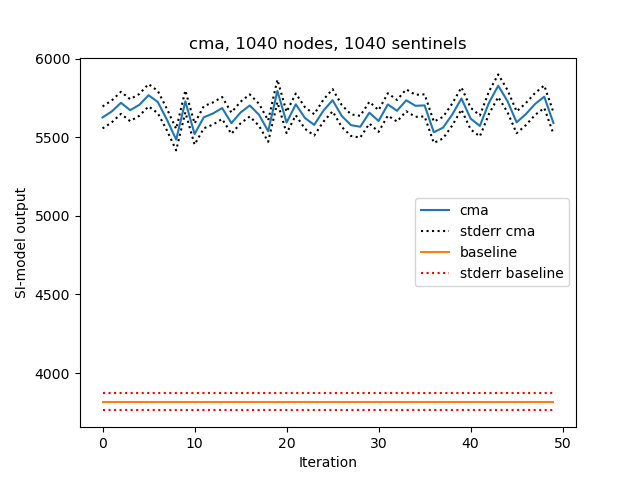 cma, 1040 nodes, 1040 sentinels
6000
5500
5000
4500
4000
SI-model output
cma
stderr cma
baseline
stderr baseline
0 10 20 30 40 50
Iteration